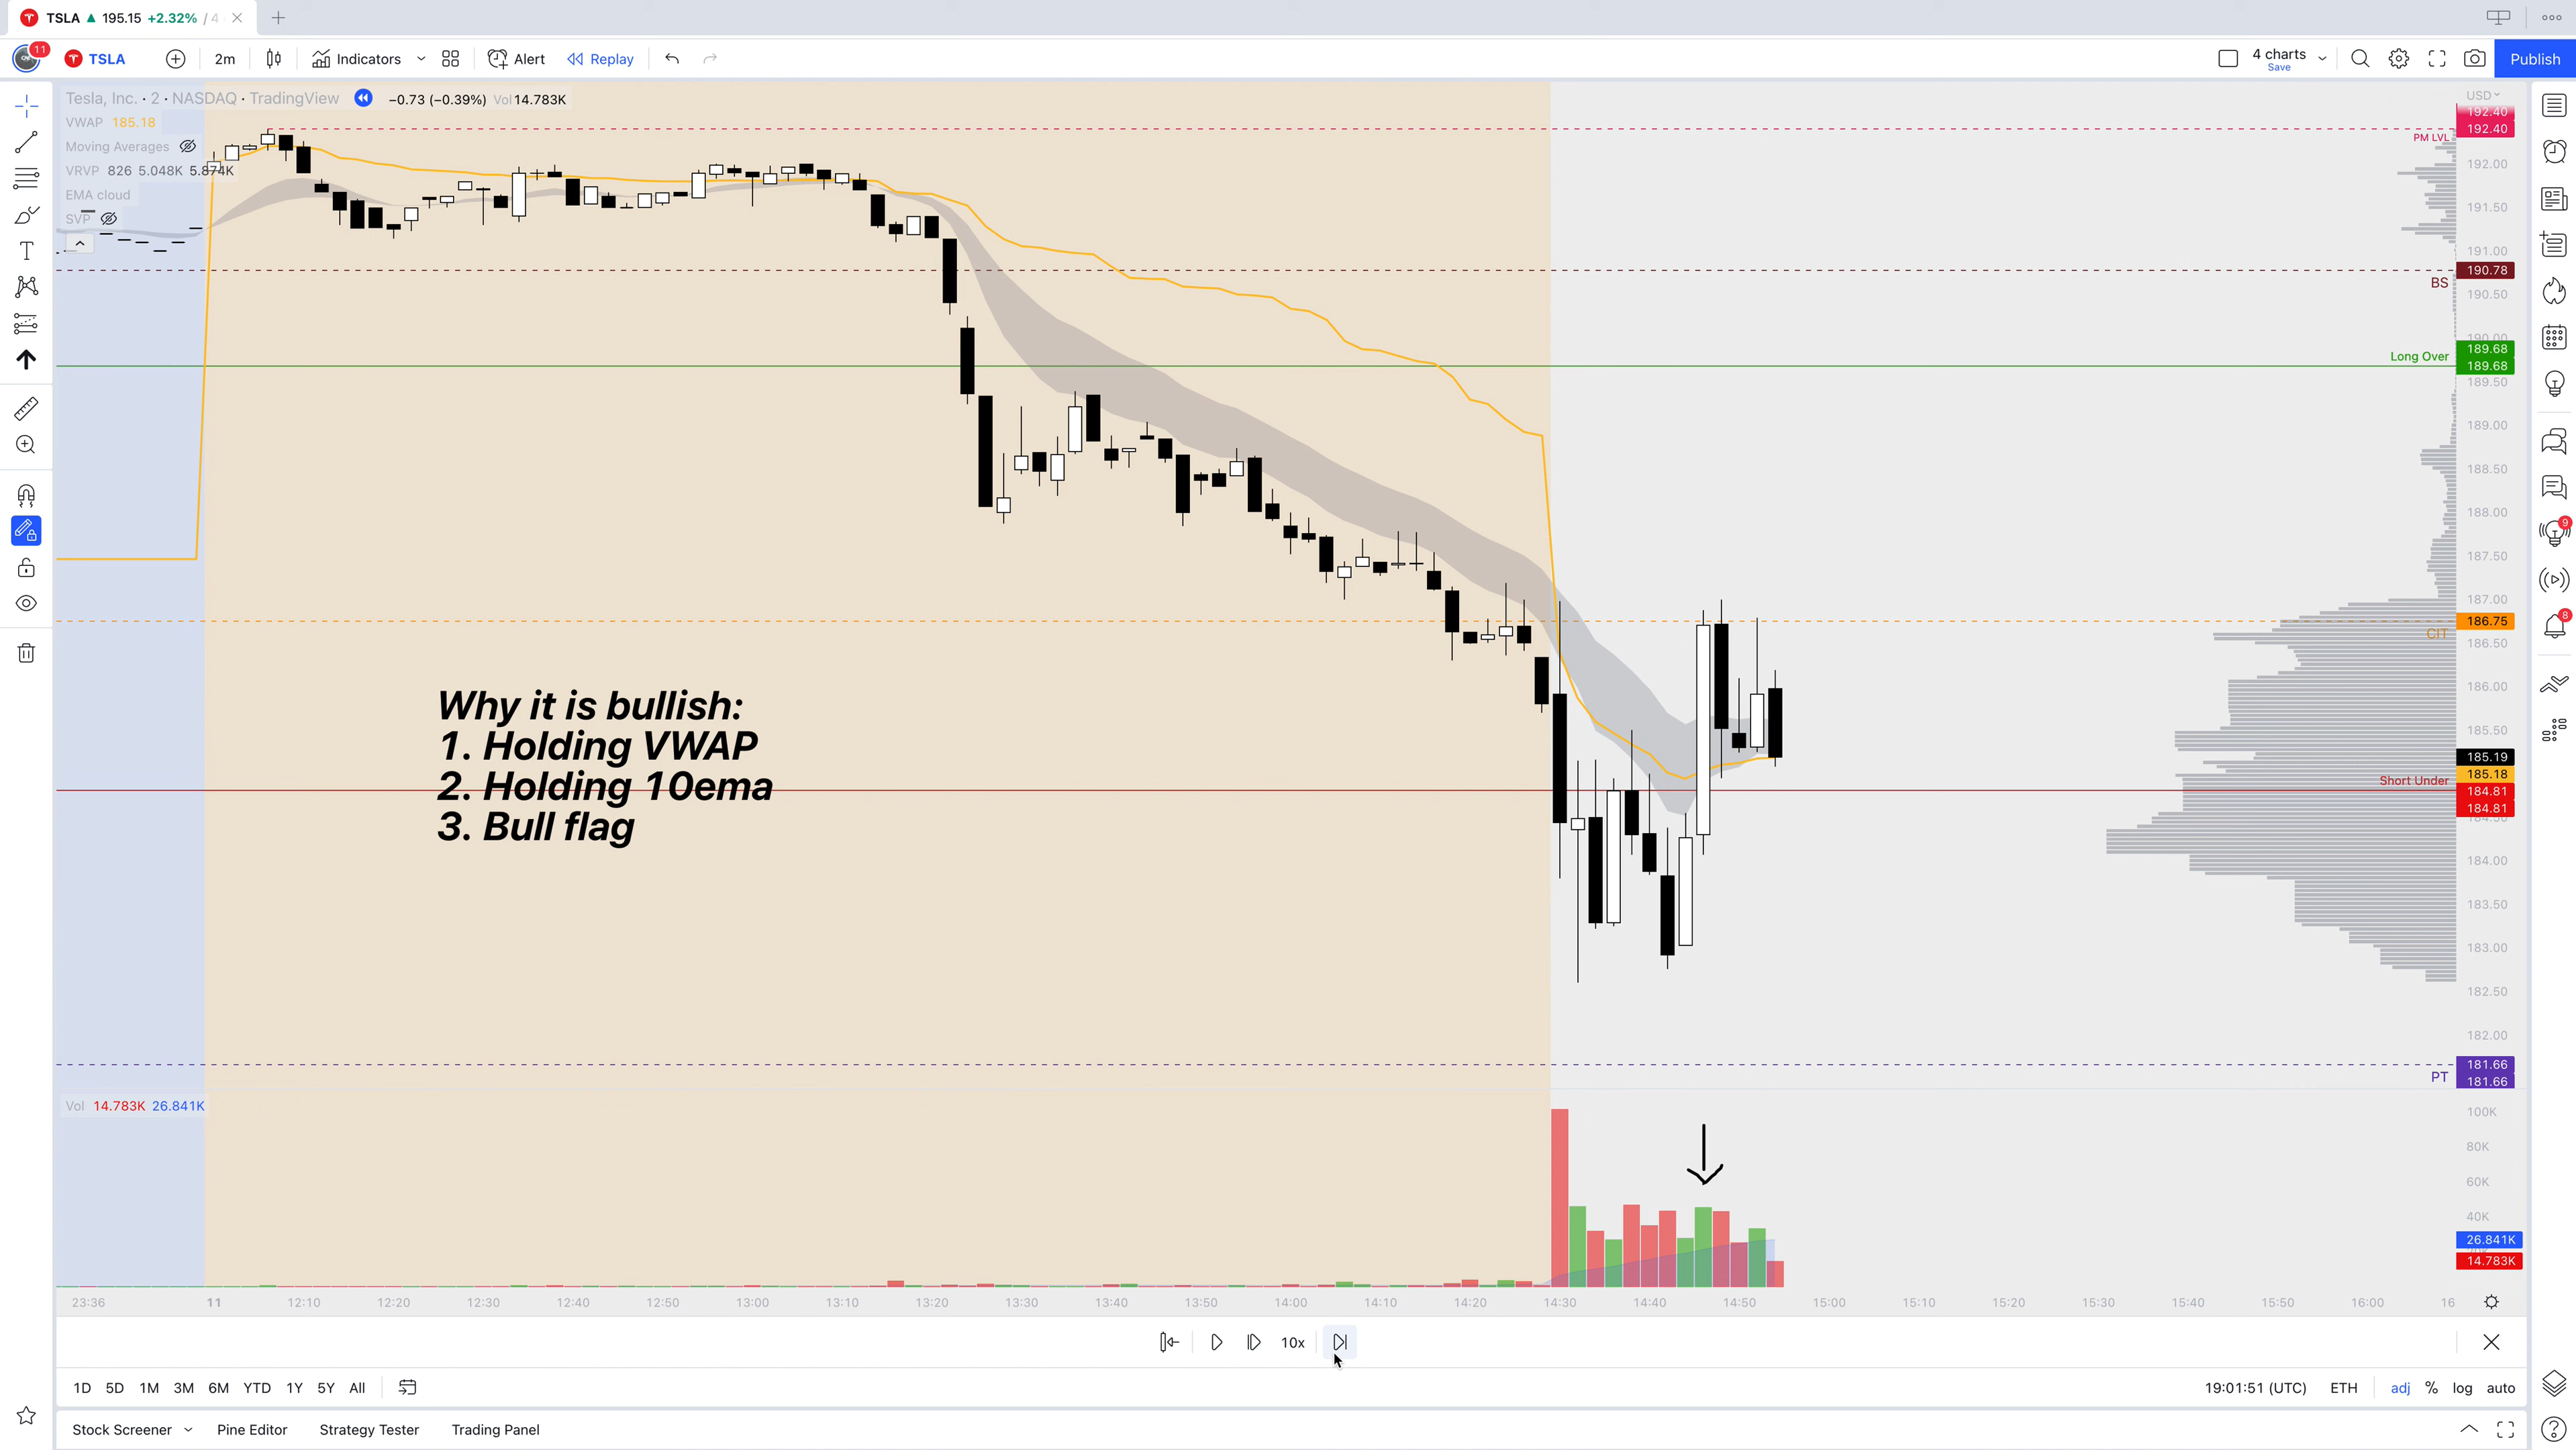 TSLA ▲ 195.15 +2.32% / 4
11 TSLA 2m Indicators Alert Replay 4 charts Save Publish
Tesla, Inc. · 2 · NASDAQ · TradingView −0.73 (−0.39%) Vol 14.783K
VWAP 185.18
Moving Averages
VRVP 826 5.048K 5.874K
EMA cloud
SVP
USD
192.40
192.40
PM LVL
192.00
191.50
191.00
190.78
BS
190.50
190.00
189.68
Long Over
189.68
189.50
189.00
188.50
188.00
187.50
187.00
186.75
CIT
186.50
186.00
185.50
185.19
185.18
Short Under
184.81
184.81
184.50
184.00
183.50
183.00
182.50
182.00
181.66
PT
181.66
Why it is bullish:
1. Holding VWAP
2. Holding 10ema
3. Bull flag
Vol 14.783K 26.841K
100K
80K
60K
40K
26.841K
14.783K
23:36 11 12:10 12:20 12:30 12:40 12:50 13:00 13:10 13:20 13:30 13:40 13:50 14:00 14:10 14:20 14:30 14:40 14:50 15:00 15:10 15:20 15:30 15:40 15:50 16:00 16
10x
1D 5D 1M 3M 6M YTD 1Y 5Y All 19:01:51 (UTC) ETH adj % log auto
Stock Screener Pine Editor Strategy Tester Trading Panel
9
8